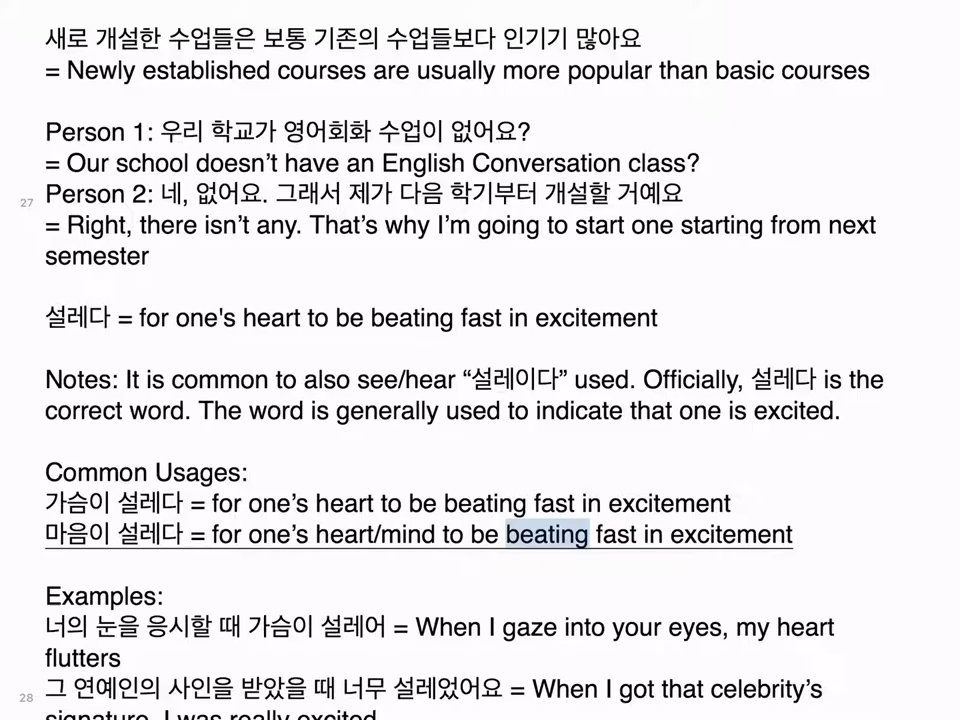 새로 개설한 수업들은 보통 기존의 수업들보다 인기기 많아요
= Newly established courses are usually more popular than basic courses
Person 1: 우리 학교가 영어회화 수업이 없어요?
= Our school doesn’t have an English Conversation class?
27
Person 2: 네, 없어요. 그래서 제가 다음 학기부터 개설할 거예요
= Right, there isn’t any. That’s why I’m going to start one starting from next
semester
설레다 = for one's heart to be beating fast in excitement
Notes: It is common to also see/hear “설레이다” used. Officially, 설레다 is the
correct word. The word is generally used to indicate that one is excited.
Common Usages:
가슴이 설레다 = for one’s heart to be beating fast in excitement
마음이 설레다 = for one’s heart/mind to be beating fast in excitement
Examples:
너의 눈을 응시할 때 가슴이 설레어 = When I gaze into your eyes, my heart
flutters
28
그 연예인의 사인을 받았을 때 너무 설레었어요 = When I got that celebrity’s
signature, I was really excited